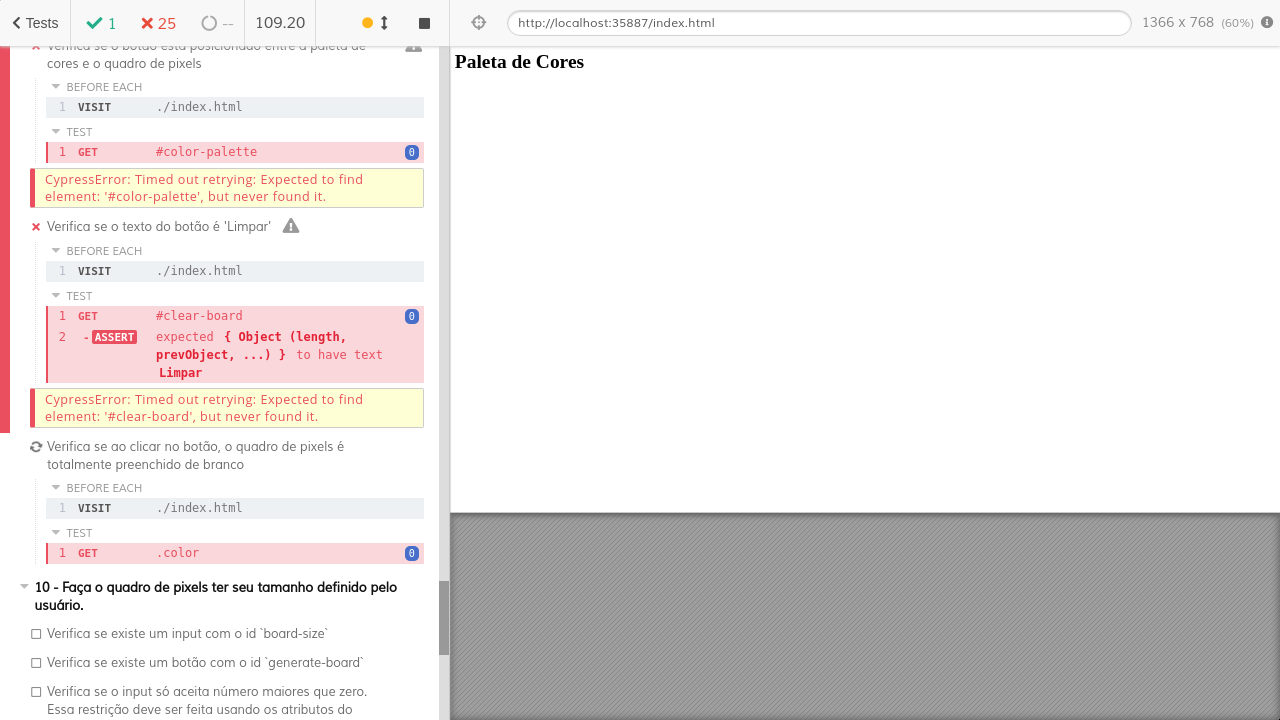 Tests
1
25
--
109.20
http://localhost:35887/index.html
1366 x 768 (60%)
Verifica se o botão está posicionado entre a paleta de
cores e o quadro de pixels
BEFORE EACH
1 VISIT ./index.html
TEST
1 GET #color-palette 0
CypressError: Timed out retrying: Expected to find
element: '#color-palette', but never found it.
Verifica se o texto do botão é 'Limpar'
BEFORE EACH
1 VISIT ./index.html
TEST
1 GET #clear-board 0
2 - ASSERT expected { Object (length,
prevObject, ...) } to have text
Limpar
CypressError: Timed out retrying: Expected to find
element: '#clear-board', but never found it.
Verifica se ao clicar no botão, o quadro de pixels é
totalmente preenchido de branco
BEFORE EACH
1 VISIT ./index.html
TEST
1 GET .color 0
10 - Faça o quadro de pixels ter seu tamanho definido pelo
usuário.
Verifica se existe um input com o id `board-size`
Verifica se existe um botão com o id `generate-board`
Verifica se o input só aceita número maiores que zero.
Essa restrição deve ser feita usando os atributos do
Paleta de Cores